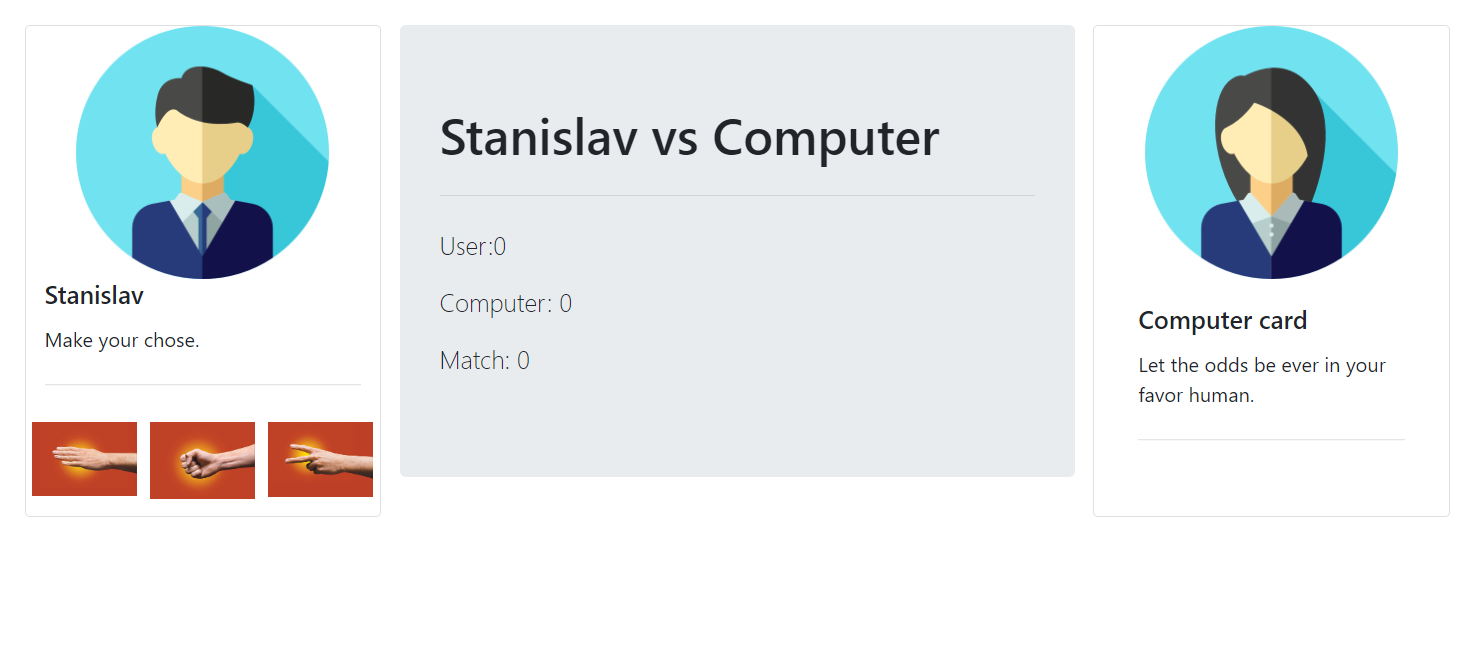 Stanislav
Make your chose.
Stanislav vs Computer
User:0
Computer: 0
Match: 0
Computer card
Let the odds be ever in your
favor human.